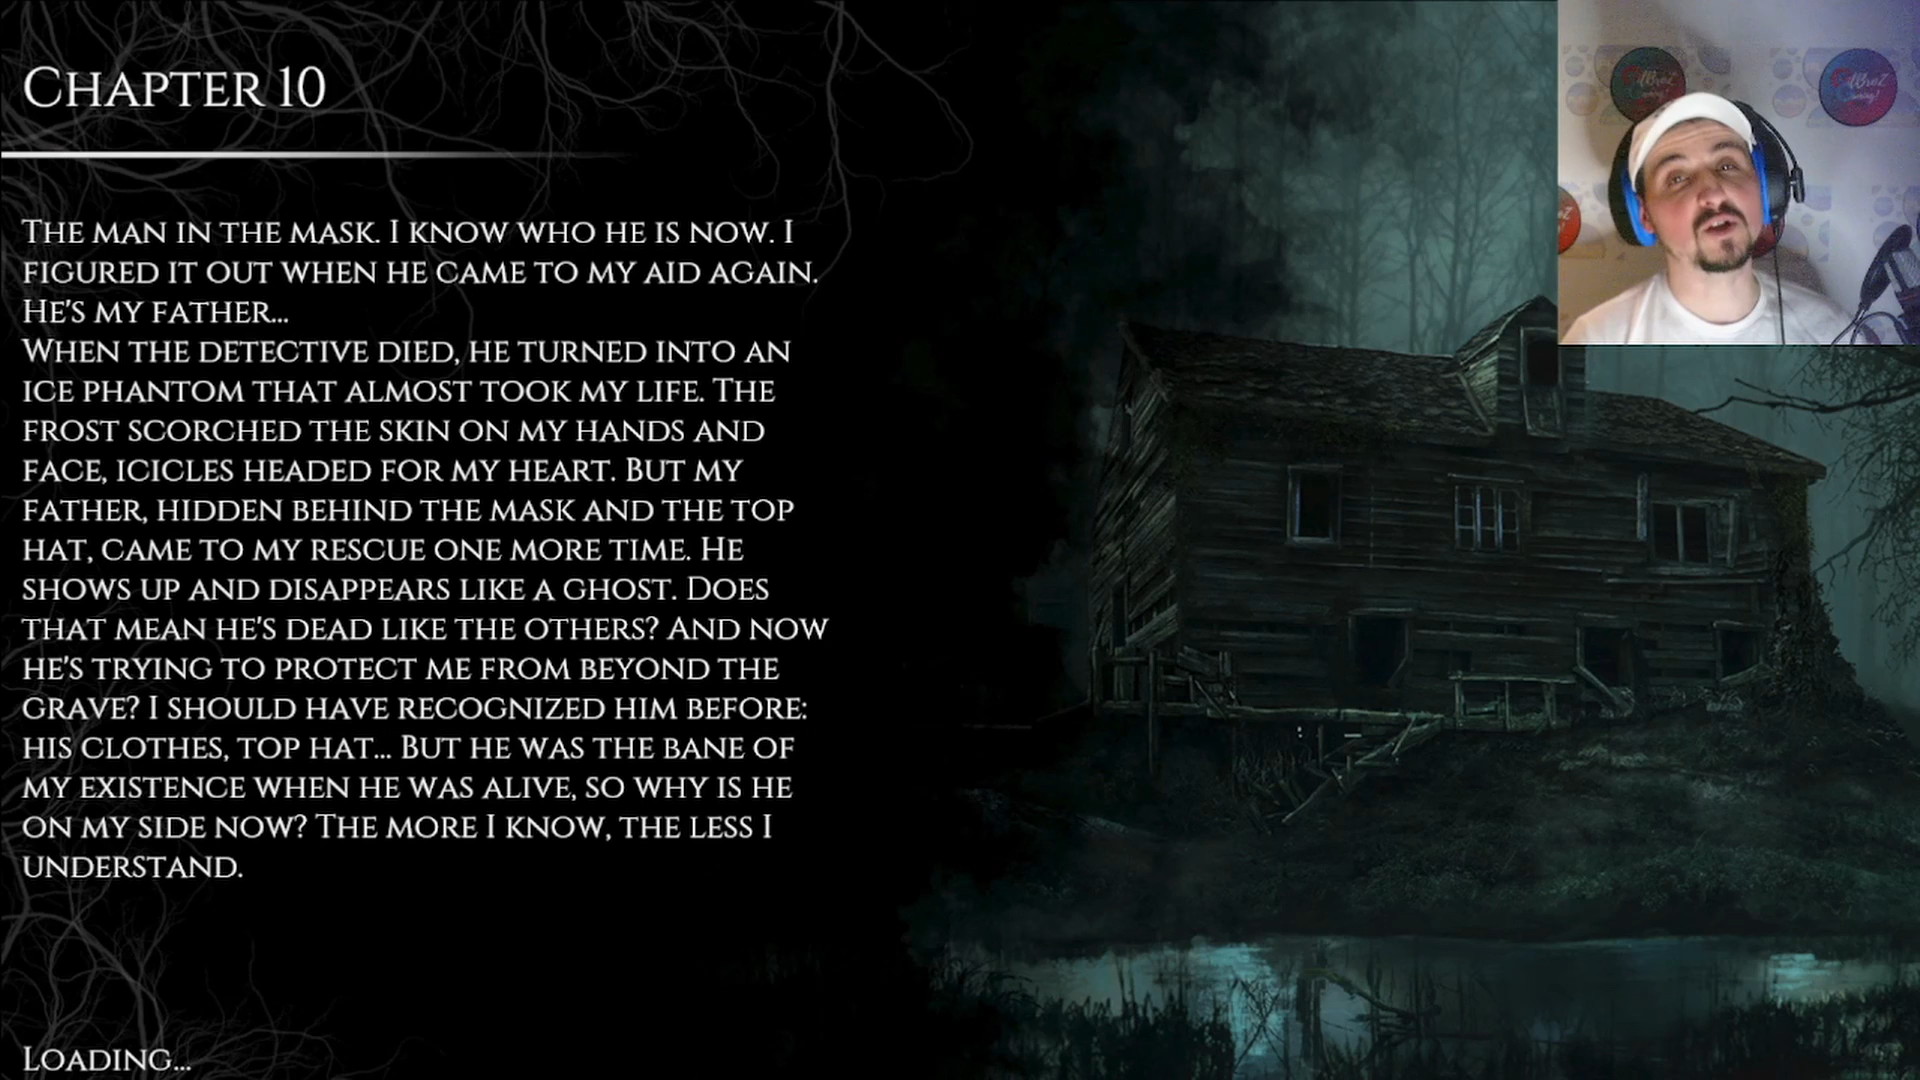 Chapter 10
The man in the mask. I know who he is now. I
figured it out when he came to my aid again.
He's my father...
When the detective died, he turned into an
ice phantom that almost took my life. The
frost scorched the skin on my hands and
face, icicles headed for my heart. But my
father, hidden behind the mask and the top
hat, came to my rescue one more time. He
shows up and disappears like a ghost. Does
that mean he's dead like the others? And now
he's trying to protect me from beyond the
grave? I should have recognized him before:
his clothes, top hat... But he was the bane of
my existence when he was alive, so why is he
on my side now? The more I know, the less I
understand.
Loading...